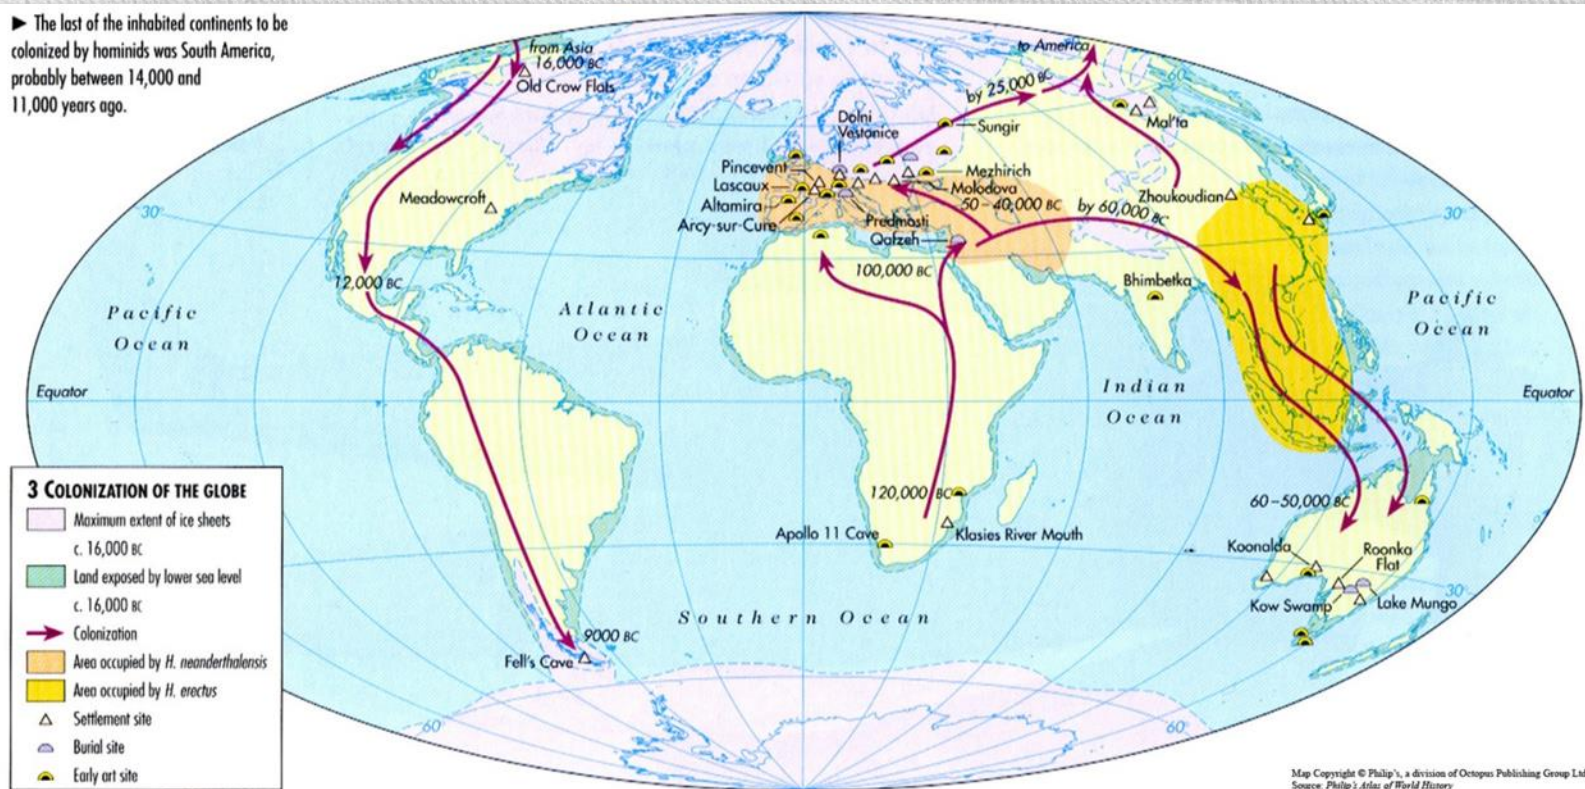 ► The last of the inhabited continents to be
colonized by hominids was South America,
probably between 14,000 and
11,000 years ago.
from Asia
16,000 BC
Old Crow Flats
60
to America
60
by 25,000 BC
Dolni
Vestonice
Sungir
Mal'ta
Pincevent
Lascaux
Altamira
Arcy-sur-Cure
Mezhirich
Molodova
50 – 40,000 BC
Zhoukoudian
Meadowcroft
30°
30°
Predmosti
Qafzeh
by 60,000 BC
100,000 BC
12,000 BC
Bhimbetka
Pacific
Ocean
Atlantic
Ocean
Pacific
Ocean
Equator
Indian
Ocean
Equator
120,000 BC
60 –50,000 BC
Apollo 11 Cave
Klasies River Mouth
Koonalda
Roonka
Flat
30
Kow Swamp
Lake Mungo
Southern Ocean
9000 BC
Fell's Cave
60
60
3 COLONIZATION OF THE GLOBE
Maximum extent of ice sheets
c. 16,000 BC
Land exposed by lower sea level
c. 16,000 BC
Colonization
Area occupied by H. neanderthalensis
Area occupied by H. erectus
Settlement site
Burial site
Early art site
Map Copyright © Philip's, a division of Octopus Publishing Group Ltd
Source: Philip's Atlas of World History